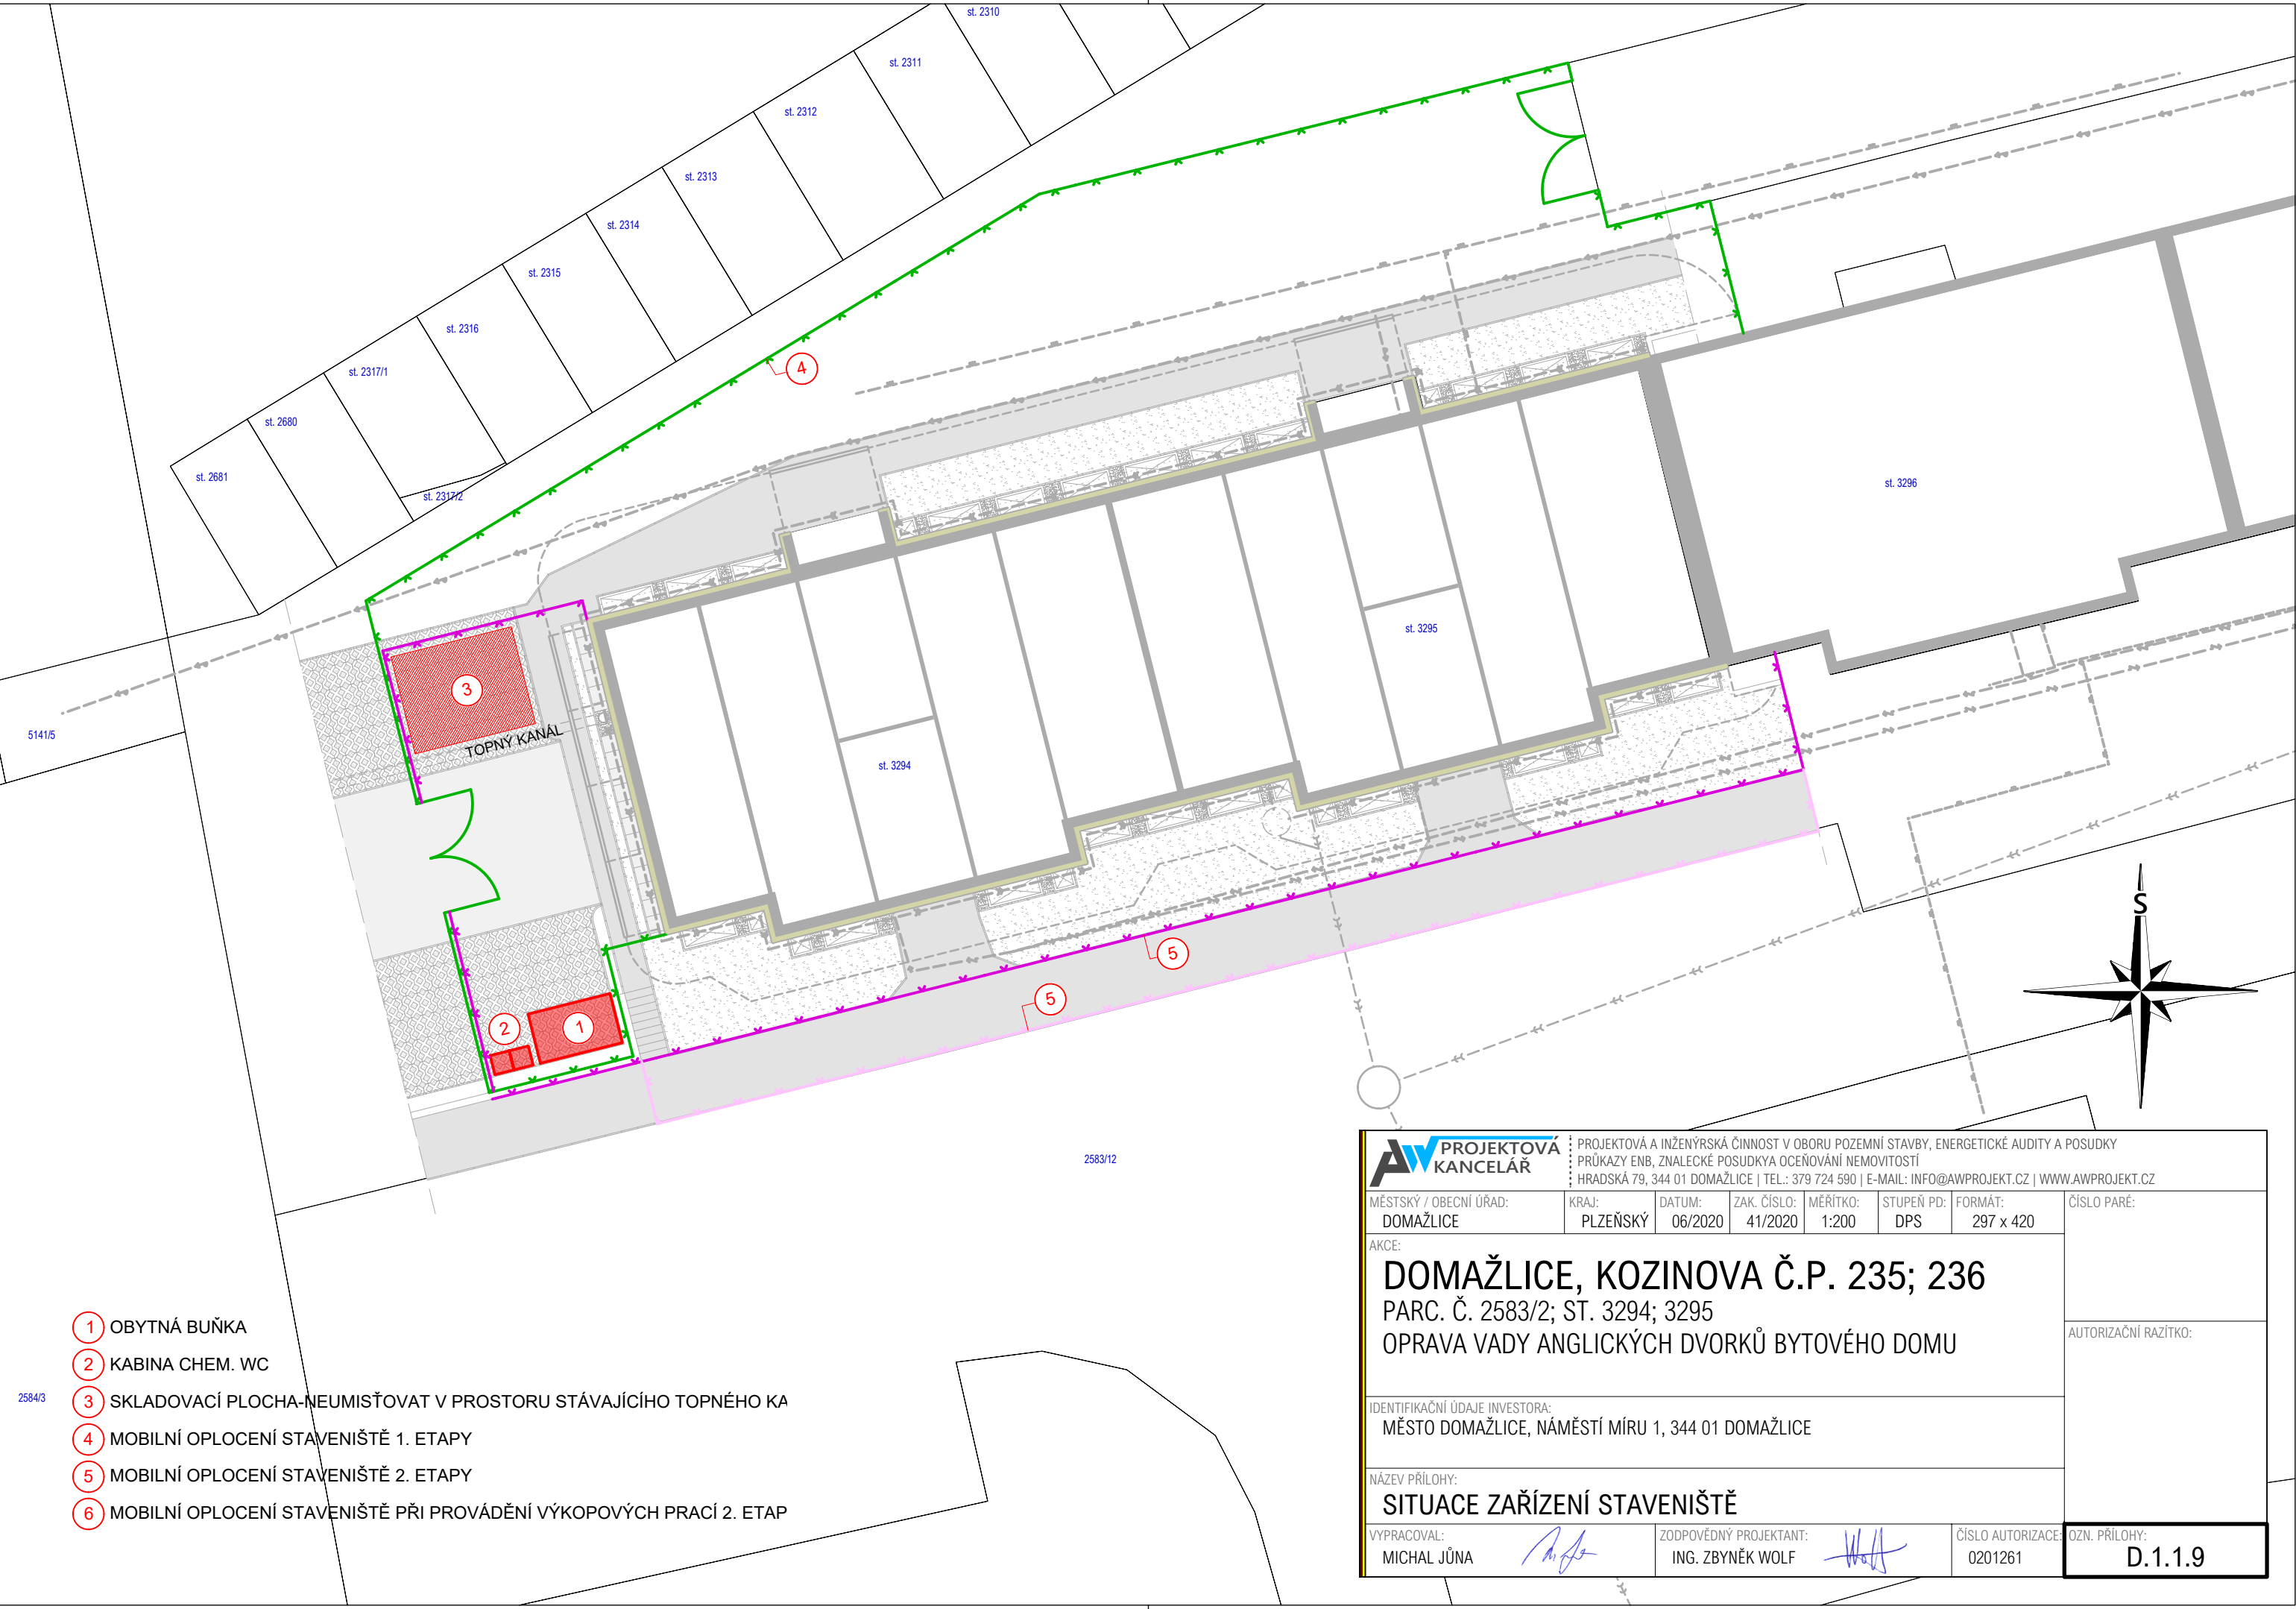 st. 2310
st. 2311
st. 2312
st. 2313
st. 2314
st. 2315
st. 2316
st. 2317/1
st. 2680
st. 2681
st. 2317/2
4
st. 3296
st. 3295
3
TOPNÝ KANÁL
5141/5
st. 3294
S
5
5
2
1
2583/12
1 OBYTNÁ BUŇKA
2 KABINA CHEM. WC
2584/3
3 SKLADOVACÍ PLOCHA-NEUMISŤOVAT V PROSTORU STÁVAJÍCÍHO TOPNÉHO KA
4 MOBILNÍ OPLOCENÍ STAVENIŠTĚ 1. ETAPY
5 MOBILNÍ OPLOCENÍ STAVENIŠTĚ 2. ETAPY
6 MOBILNÍ OPLOCENÍ STAVENIŠTĚ PŘI PROVÁDĚNÍ VÝKOPOVÝCH PRACÍ 2. ETAP
AW PROJEKTOVÁ
KANCELÁŘ
PROJEKTOVÁ A INŽENÝRSKÁ ČINNOST V OBORU POZEMNÍ STAVBY, ENERGETICKÉ AUDITY A POSUDKY
PRŮKAZY ENB, ZNALECKÉ POSUDKYA OCEŇOVÁNÍ NEMOVITOSTÍ
HRADSKÁ 79, 344 01 DOMAŽLICE | TEL.: 379 724 590 | E-MAIL: INFO@AWPROJEKT.CZ | WWW.AWPROJEKT.CZ
MĚSTSKÝ / OBECNÍ ÚŘAD: KRAJ: DATUM: ZAK. ČÍSLO: MĚŘÍTKO: STUPEŇ PD: FORMÁT: ČÍSLO PARÉ:
DOMAŽLICE PLZEŇSKÝ 06/2020 41/2020 1:200 DPS 297 x 420
AKCE:
DOMAŽLICE, KOZINOVA Č.P. 235; 236
PARC. Č. 2583/2; ST. 3294; 3295
OPRAVA VADY ANGLICKÝCH DVORKŮ BYTOVÉHO DOMU
AUTORIZAČNÍ RAZÍTKO:
IDENTIFIKAČNÍ ÚDAJE INVESTORA:
MĚSTO DOMAŽLICE, NÁMĚSTÍ MÍRU 1, 344 01 DOMAŽLICE
NÁZEV PŘÍLOHY:
SITUACE ZAŘÍZENÍ STAVENIŠTĚ
VYPRACOVAL: ZODPOVĚDNÝ PROJEKTANT: ČÍSLO AUTORIZACE: OZN. PŘÍLOHY:
MICHAL JŮNA ING. ZBYNĚK WOLF 0201261 D.1.1.9